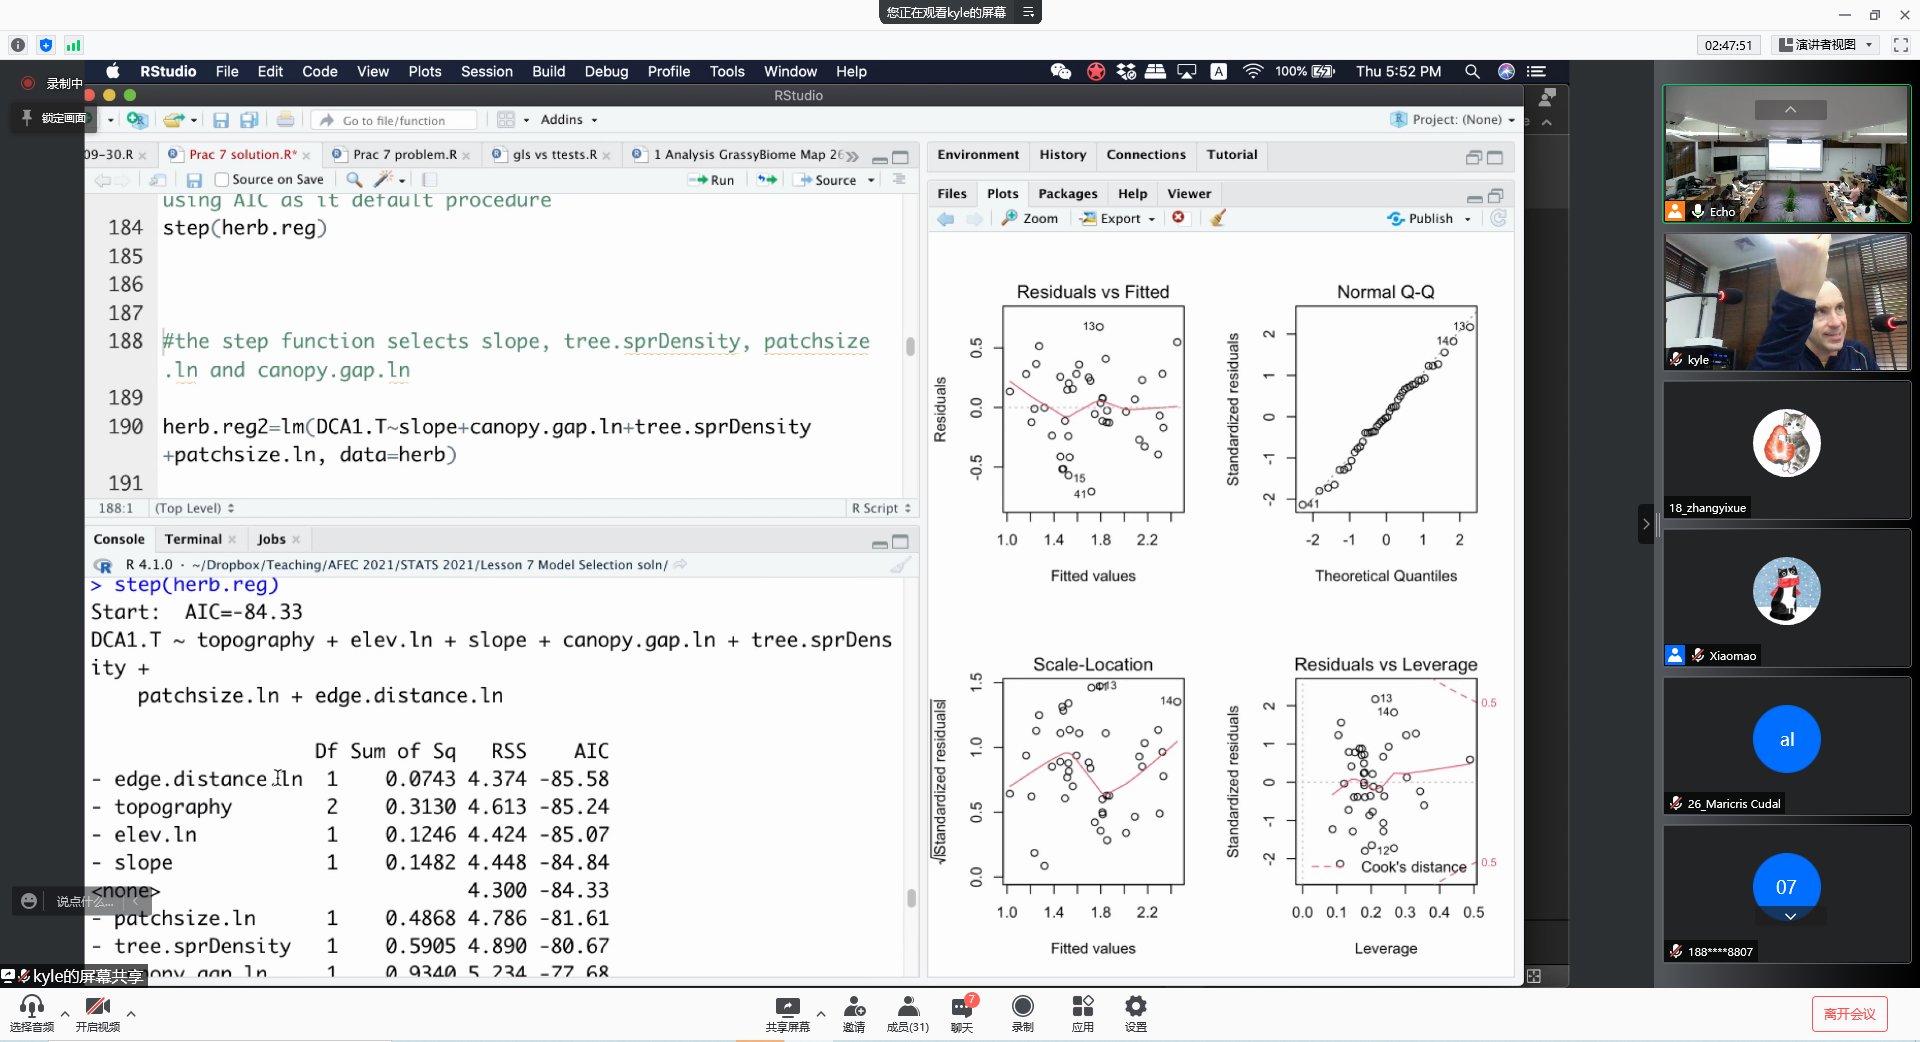 您正在观看kyle的屏幕
02:47:51
演讲者视图
录制中
锁定画面
RStudio File Edit Code View Plots Session Build Debug Profile Tools Window Help
A
100%
Thu 5:52 PM
RStudio
Go to file/function
Addins
Project: (None)
09-30.R
Prac 7 solution.R*
Prac 7 problem.R
gls vs ttests.R
1 Analysis GrassyBiome Map 26
Source on Save
Run
Source
using AIC as it default procedure
184 step(herb.reg)
185
186
187
188 #the step function selects slope, tree.sprDensity, patchsize
.ln and canopy.gap.ln
189
190 herb.reg2=lm(DCA1.T~slope+canopy.gap.ln+tree.sprDensity
+patchsize.ln, data=herb)
191
188:1 (Top Level)
R Script
Console Terminal Jobs
R 4.1.0 · ~/Dropbox/Teaching/AFEC 2021/STATS 2021/Lesson 7 Model Selection soln/
> step(herb.reg)
Start: AIC=-84.33
DCA1.T ~ topography + elev.ln + slope + canopy.gap.ln + tree.sprDens
ity +
patchsize.ln + edge.distance.ln
Df Sum of Sq RSS AIC
- edge.distance.ln 1 0.0743 4.374 -85.58
- topography 2 0.3130 4.613 -85.24
- elev.ln 1 0.1246 4.424 -85.07
- slope 1 0.1482 4.448 -84.84
<none> 4.300 -84.33
- patchsize.ln 1 0.4868 4.786 -81.61
- tree.sprDensity 1 0.5905 4.890 -80.67
opy.gap.ln 1 0.9340 5.234 -77.68
说点什么...
kyle的屏幕共享
Environment History Connections Tutorial
Files Plots Packages Help Viewer
Zoom Export Publish
Residuals vs Fitted
Residuals
0.5
0.0
-0.5
13
15
41
1.0 1.4 1.8 2.2
Fitted values
Normal Q-Q
Standardized residuals
2
1
0
-1
-2
13
14
41
-2 -1 0 1 2
Theoretical Quantiles
Scale-Location
√|Standardized residuals|
1.5
1.0
0.5
0.0
41
13
14
1.0 1.4 1.8 2.2
Fitted values
Residuals vs Leverage
Standardized residuals
2
1
0
-1
-2
13
14
12
0.5
0.5
Cook's distance
0.0 0.1 0.2 0.3 0.4 0.5
Leverage
Echo
kyle
18_zhangyixue
Xiaomao
al
26_Maricris Cudal
07
188****8807
选择音频
开启视频
共享屏幕
邀请
成员(31)
7
聊天
录制
应用
设置
离开会议